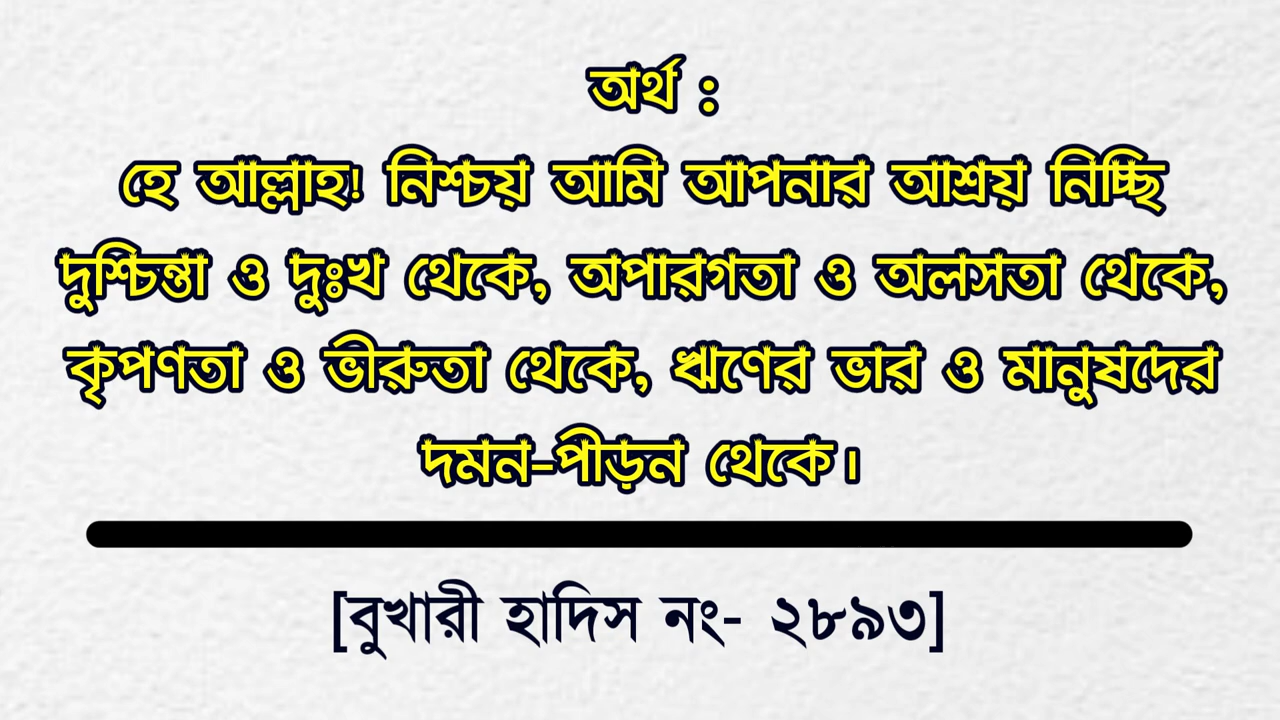 অর্থ :
হে আল্লাহ! নিশ্চয় আমি আপনার আশ্রয় নিচ্ছি
দুশ্চিন্তা ও দুঃখ থেকে, অপারগতা ও অলসতা থেকে,
কৃপণতা ও ভীরুতা থেকে, ঋণের ভার ও মানুষদের
দমন-পীড়ন থেকে।
[বুখারী হাদিস নং- ২৮৯৩]